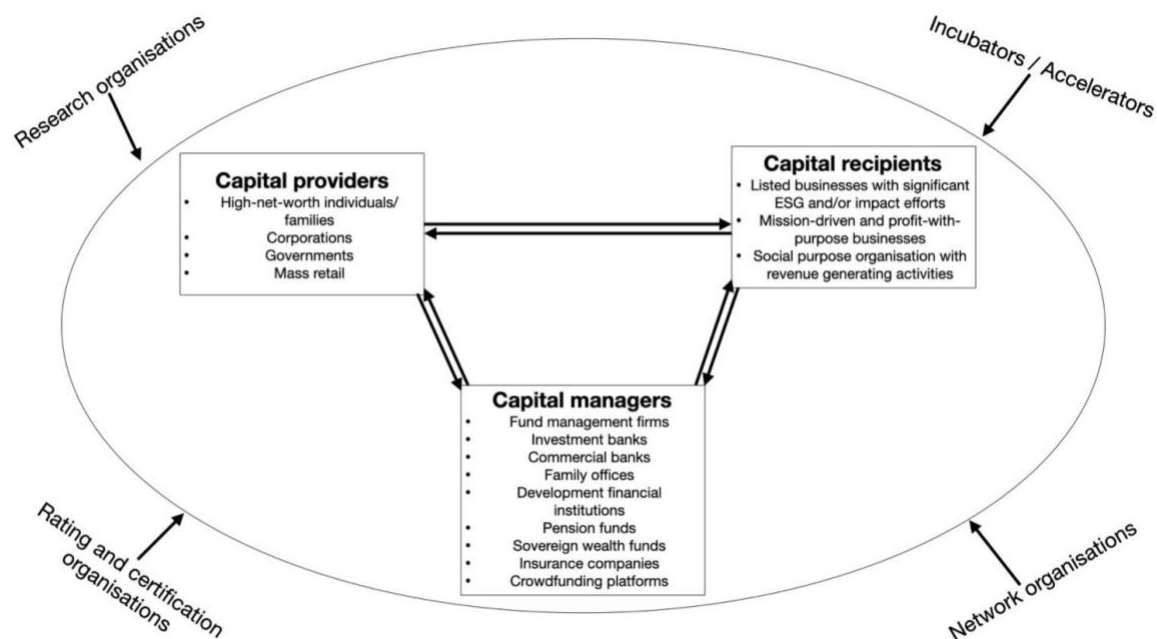 Research organisations
Incubators / Accelerators
Capital providers
• High-net-worth individuals/
families
• Corporations
• Governments
• Mass retail
Capital recipients
• Listed businesses with significant
ESG and/or impact efforts
• Mission-driven and profit-with-
purpose businesses
• Social purpose organisation with
revenue generating activities
Capital managers
• Fund management firms
• Investment banks
• Commercial banks
• Family offices
• Development financial
institutions
• Pension funds
• Sovereign wealth funds
• Insurance companies
• Crowdfunding platforms
Rating and certification
organisations
Network organisations